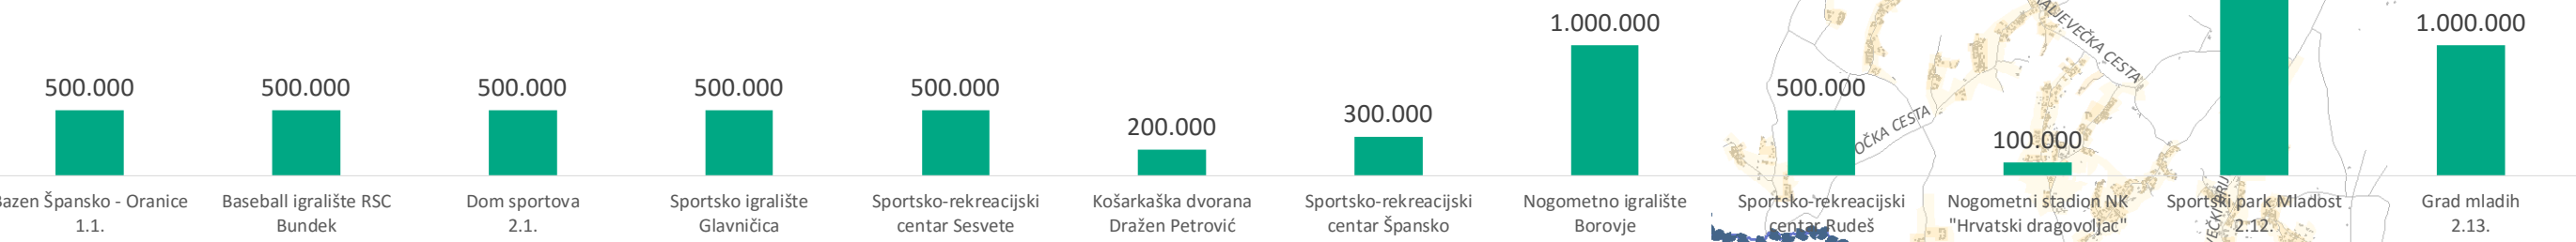 1.000.000
1.000.000
500.000
500.000
500.000
500.000
500.000
500.000
300.000
200.000
100.000
CESTA
OČKA CESTA
Bazen Špansko - Oranice
1.1.
Baseball igralište RSC
Bundek
Dom sportova
2.1.
Sportsko igralište
Glavničica
Sportsko-rekreacijski
centar Sesvete
Košarkaška dvorana
Dražen Petrović
Sportsko-rekreacijski
centar Špansko
Nogometno igralište
Borovje
Sportsko-rekreacijski
centar Rudeš
Nogometni stadion NK
"Hrvatski dragovoljac"
Sportski park Mladost
2.12.
Grad mladih
2.13.